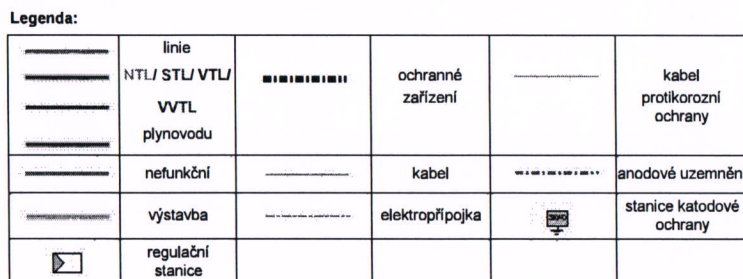 Legenda:
linie
NTL/ STL/ VTL/
VVTL
plynovodu
ochranné
zařízení
kabel
protikorozní
ochrany
nefunkční
kabel
anodové uzemněn
výstavba
elektropřípojka
stanice katodové
ochrany
regulační
stanice